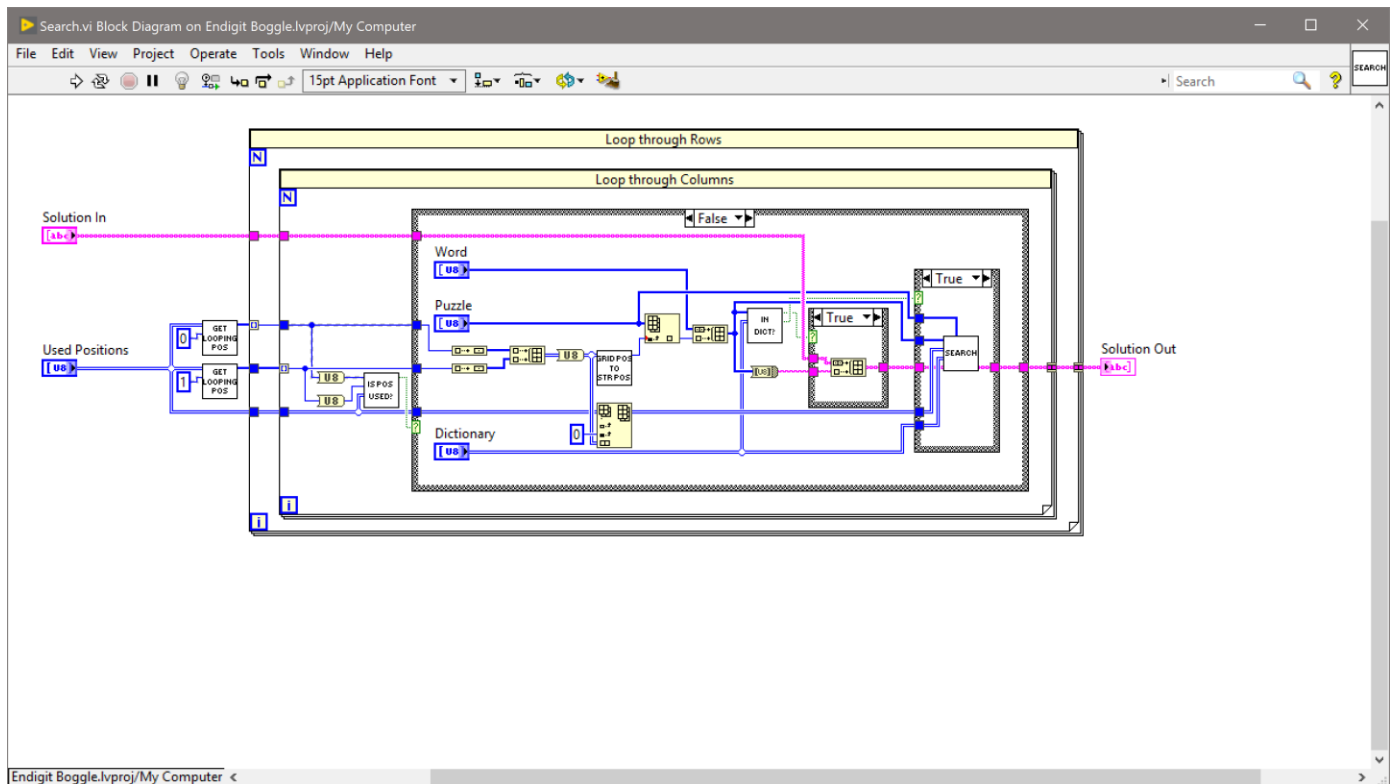 Search.vi Block Diagram on Endigit Boggle.lvproj/My Computer
File Edit View Project Operate Tools Window Help
15pt Application Font
Search
?
SEARCH
Loop through Rows
N
Loop through Columns
N
Solution In
[abc]
False
Word
[U8]
Puzzle
[U8]
True
IN DICT?
True
GET LOOPING POS
0
Used Positions
[U8]
GET LOOPING POS
1
U8
U8
IS POS USED?
U8
GRID POS TO STR POS
[U8]
SEARCH
Solution Out
[abc]
?
?
?
0
Dictionary
[U8]
i
i
Endigit Boggle.lvproj/My Computer